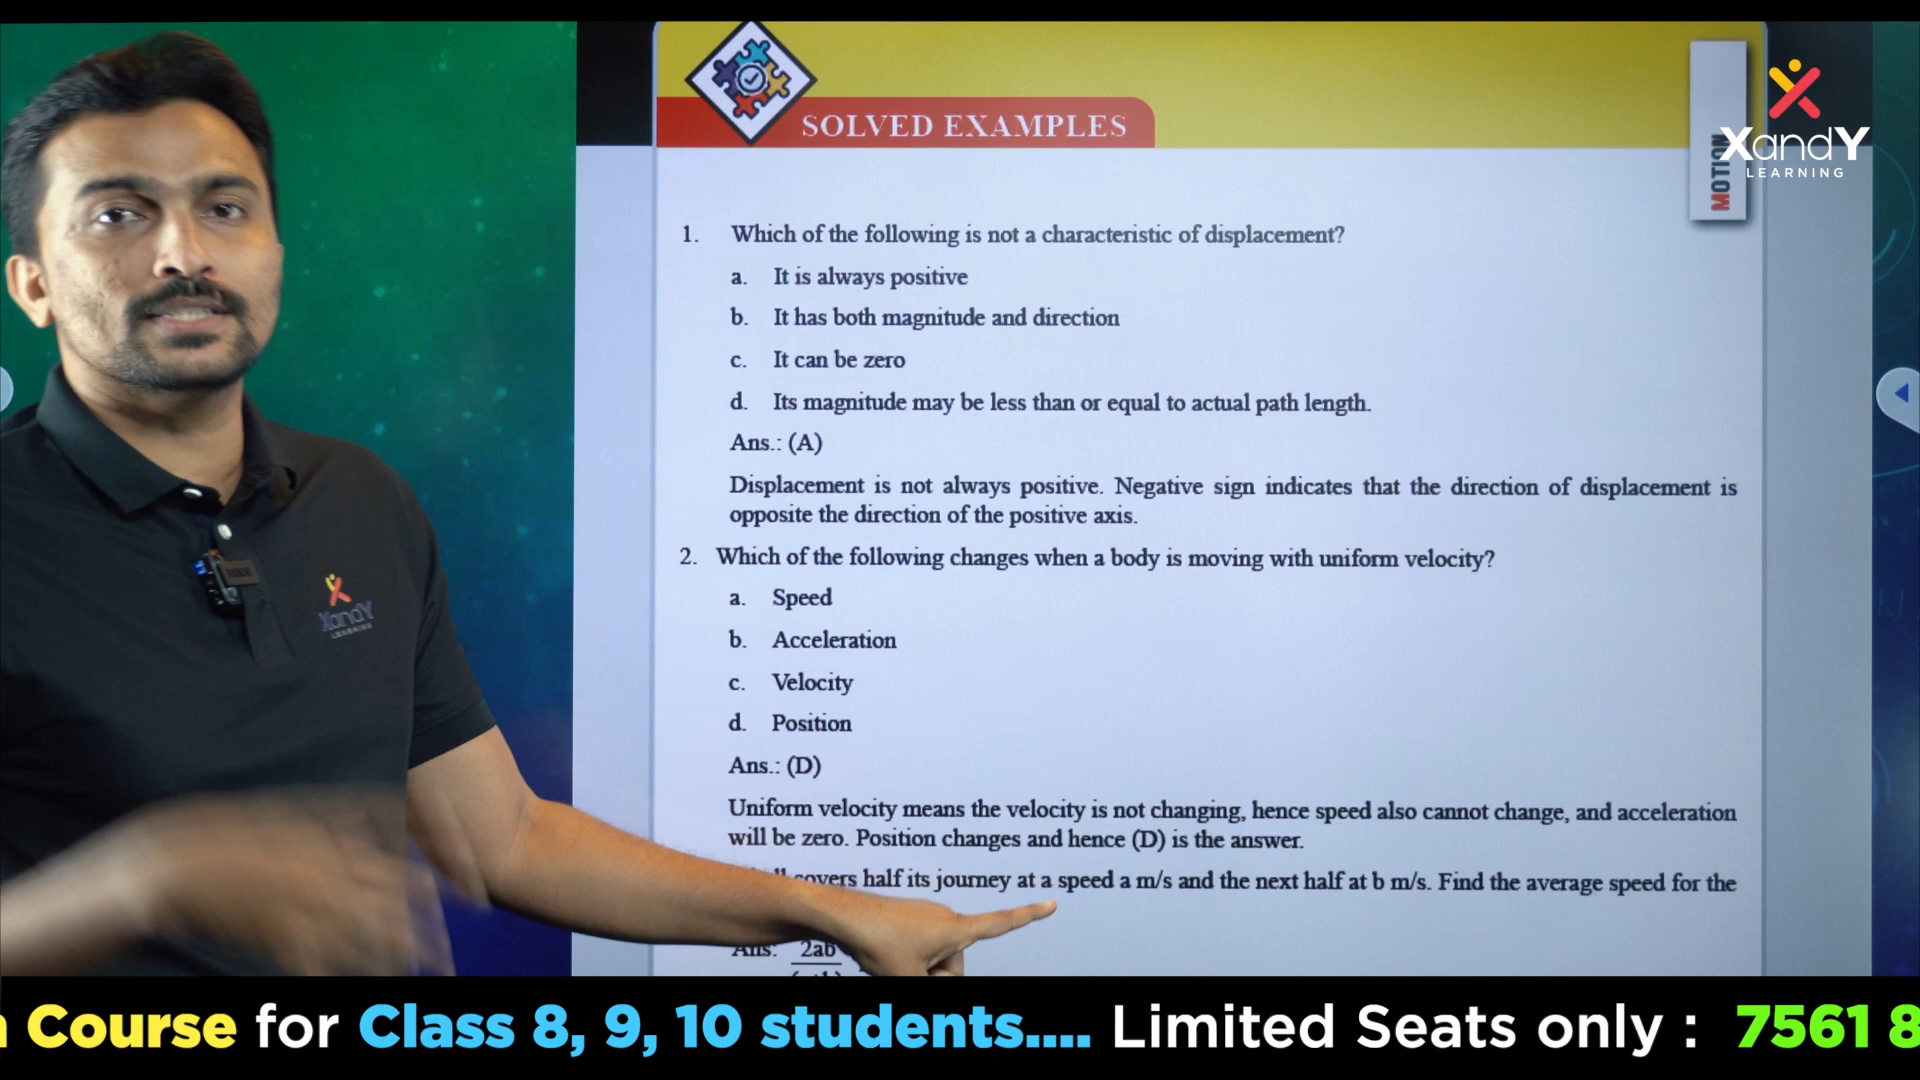 SOLVED EXAMPLES
MOTION
XandY
LEARNING
1. Which of the following is not a characteristic of displacement?
a. It is always positive
b. It has both magnitude and direction
c. It can be zero
d. Its magnitude may be less than or equal to actual path length.
Ans.: (A)
Displacement is not always positive. Negative sign indicates that the direction of displacement is
opposite the direction of the positive axis.
2. Which of the following changes when a body is moving with uniform velocity?
a. Speed
b. Acceleration
c. Velocity
d. Position
Ans.: (D)
Uniform velocity means the velocity is not changing, hence speed also cannot change, and acceleration
will be zero. Position changes and hence (D) is the answer.
covers half its journey at a speed a m/s and the next half at b m/s. Find the average speed for the
Ans: 2ab
XandY
LEARNING
Course for Class 8, 9, 10 students.... Limited Seats only : 7561 8